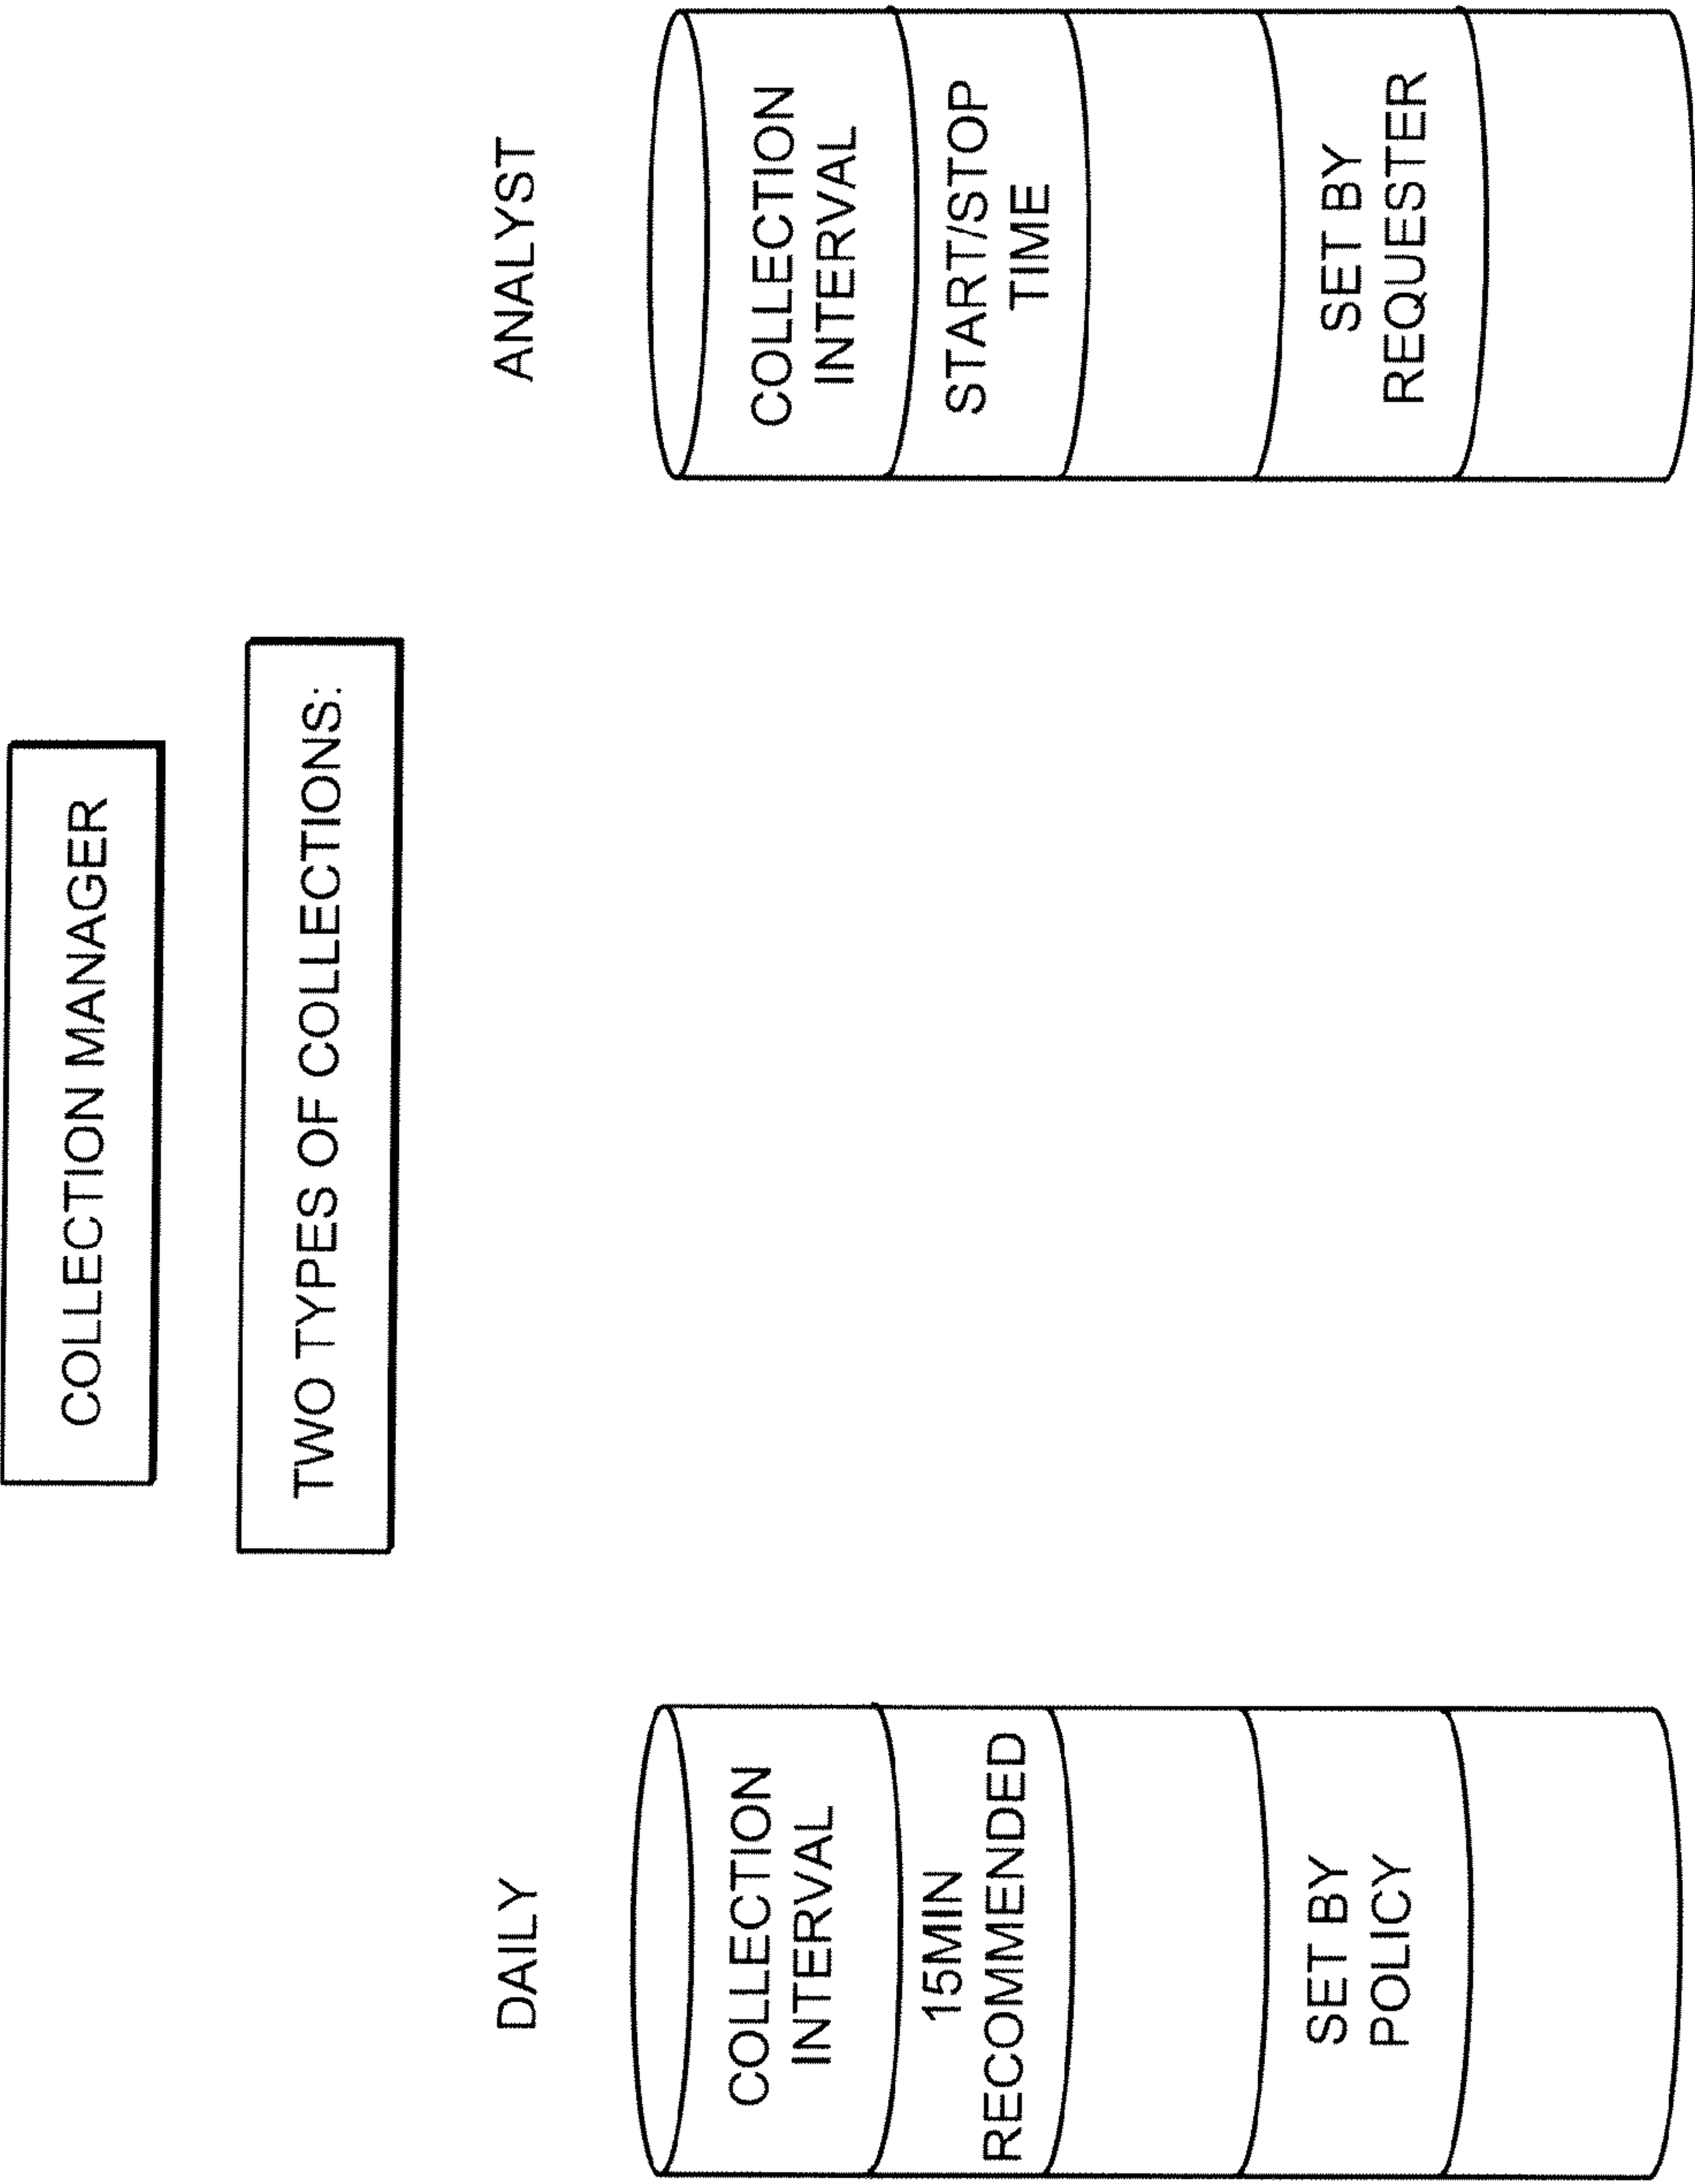 COLLECTION MANAGER
TWO TYPES OF COLLECTIONS:
DAILY
COLLECTION
INTERVAL
15MIN
RECOMMENDED
SET BY
POLICY
ANALYST
COLLECTION
INTERVAL
START/STOP
TIME
SET BY
REQUESTER